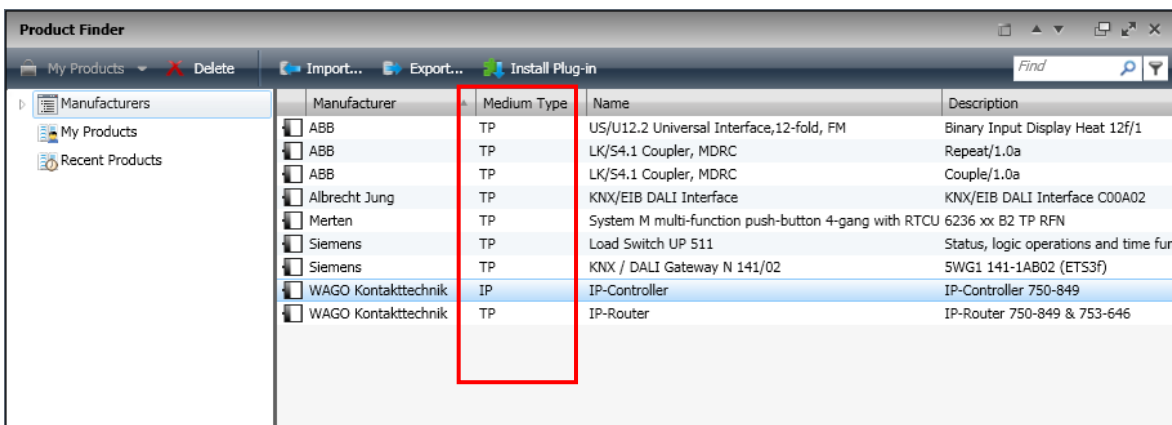 Product Finder
My Products Delete Import... Export... Install Plug-in Find
Manufacturers
My Products
Recent Products
Manufacturer Medium Type Name Description
ABB TP US/U12.2 Universal Interface,12-fold, FM Binary Input Display Heat 12f/1
ABB TP LK/S4.1 Coupler, MDRC Repeat/1.0a
ABB TP LK/S4.1 Coupler, MDRC Couple/1.0a
Albrecht Jung TP KNX/EIB DALI Interface KNX/EIB DALI Interface C00A02
Merten TP System M multi-function push-button 4-gang with RTCU 6236 xx B2 TP RFN
Siemens TP Load Switch UP 511 Status, logic operations and time fun
Siemens TP KNX / DALI Gateway N 141/02 5WG1 141-1AB02 (ETS3f)
WAGO Kontakttechnik IP IP-Controller IP-Controller 750-849
WAGO Kontakttechnik TP IP-Router IP-Router 750-849 & 753-646